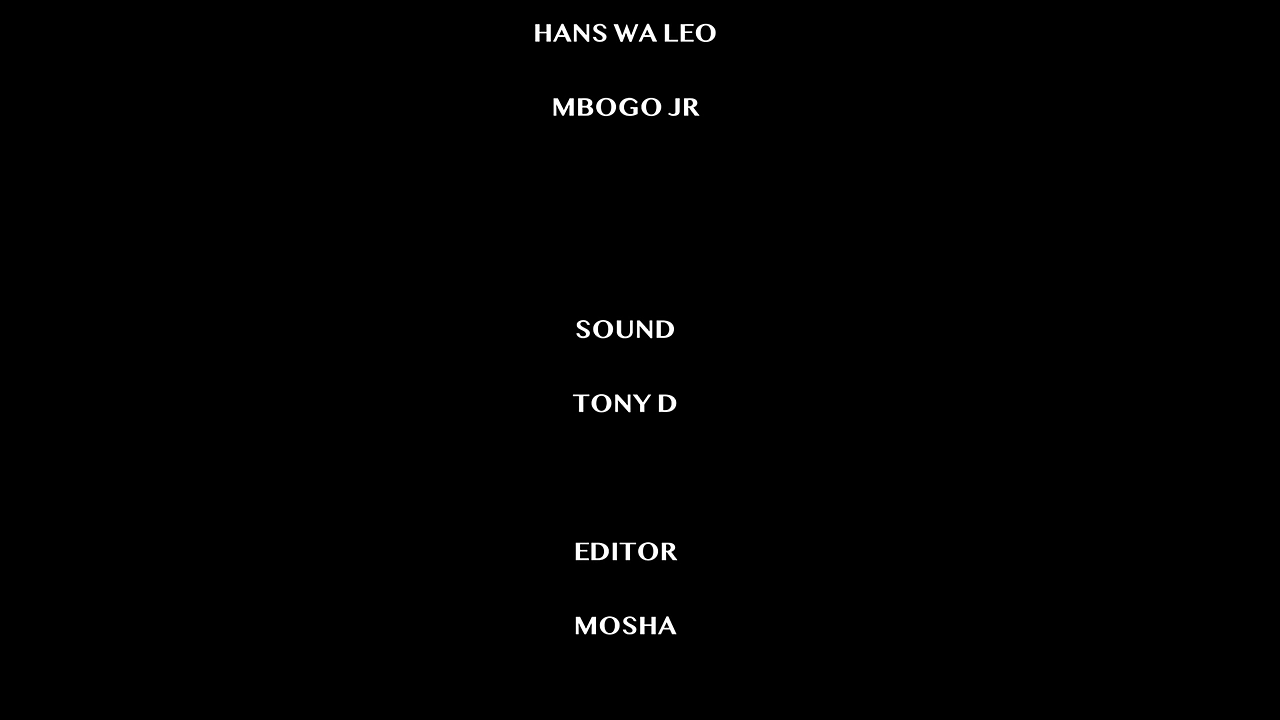 HANS WA LEO
MBOGO JR
SOUND
TONY D
EDITOR
MOSHA